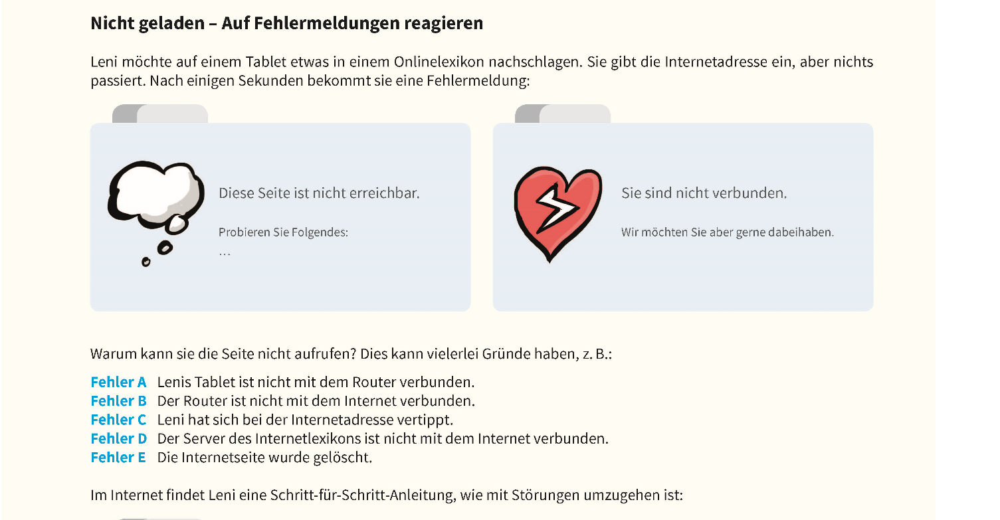 Nicht geladen – Auf Fehlermeldungen reagieren
Leni möchte auf einem Tablet etwas in einem Onlinelexikon nachschlagen. Sie gibt die Internetadresse ein, aber nichts
passiert. Nach einigen Sekunden bekommt sie eine Fehlermeldung:
Diese Seite ist nicht erreichbar.
Probieren Sie Folgendes:
…
Sie sind nicht verbunden.
Wir möchten Sie aber gerne dabeihaben.
Warum kann sie die Seite nicht aufrufen? Dies kann vielerlei Gründe haben, z. B.:
Fehler A Lenis Tablet ist nicht mit dem Router verbunden.
Fehler B Der Router ist nicht mit dem Internet verbunden.
Fehler C Leni hat sich bei der Internetadresse vertippt.
Fehler D Der Server des Internetlexikons ist nicht mit dem Internet verbunden.
Fehler E Die Internetseite wurde gelöscht.
Im Internet findet Leni eine Schritt-für-Schritt-Anleitung, wie mit Störungen umzugehen ist: